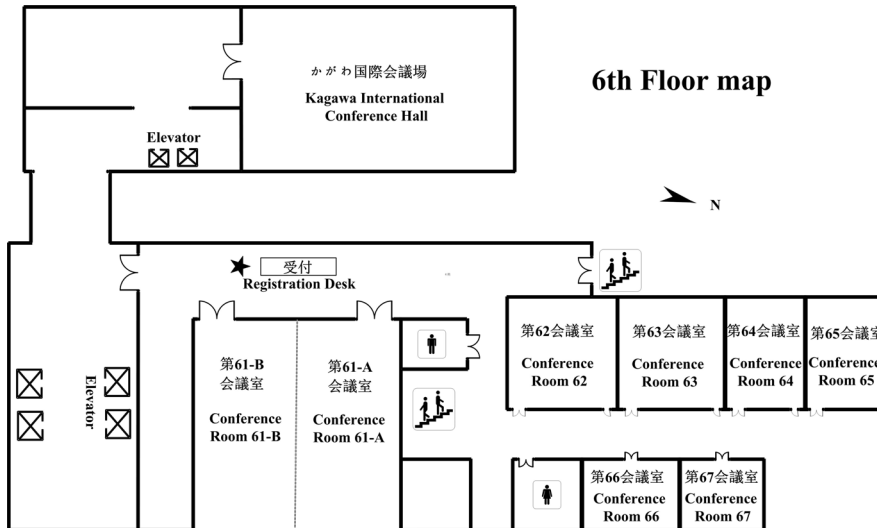 6th Floor map
かがわ国際会議場
Kagawa International
Conference Hall
Elevator
N
受付
Registration Desk
第61-B
会議室
Conference
Room 61-B
第61-A
会議室
Conference
Room 61-A
第62会議室
Conference
Room 62
第63会議室
Conference
Room 63
第64会議室
Conference
Room 64
第65会議室
Conference
Room 65
Elevator
第66会議室
Conference
Room 66
第67会議室
Conference
Room 67